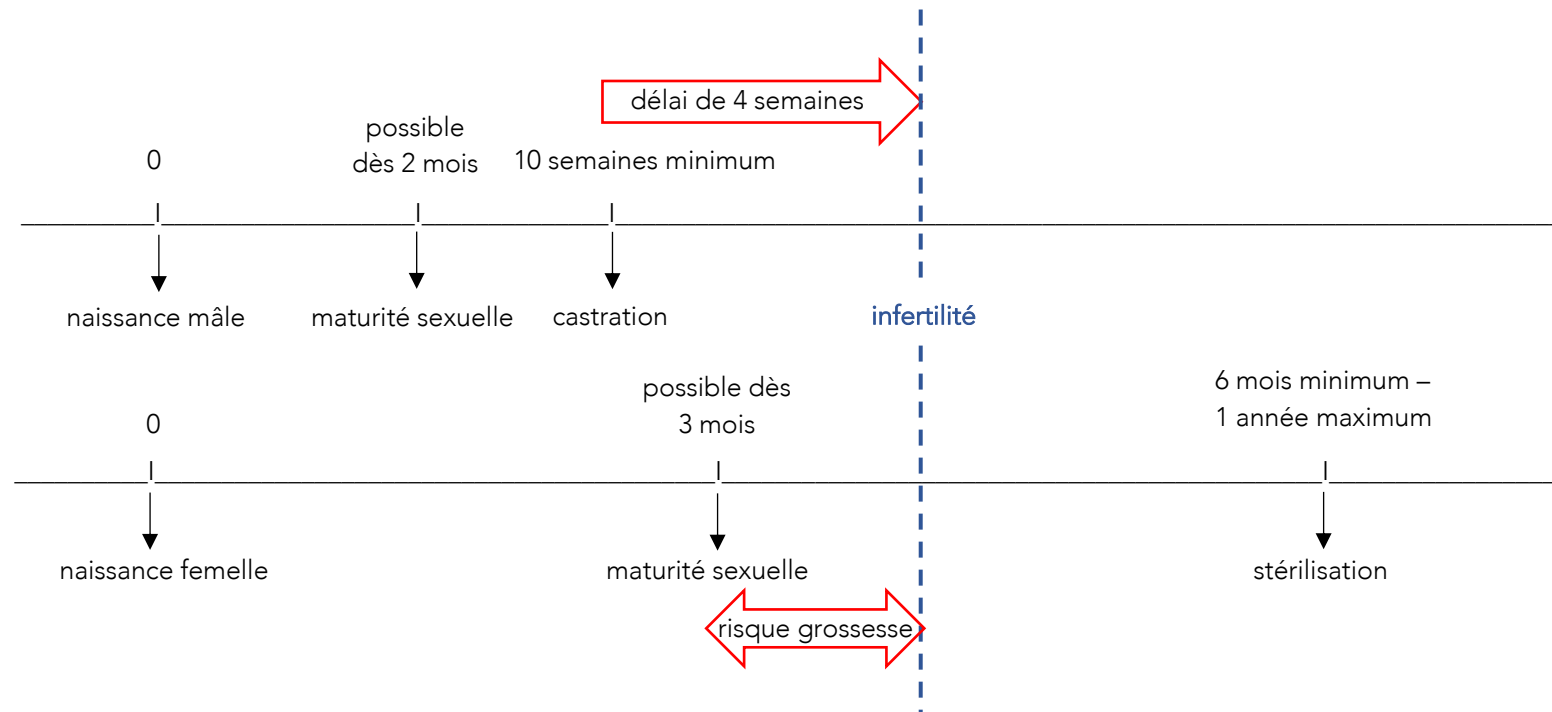 délai de 4 semaines
possible
dès 2 mois
0
10 semaines minimum
naissance mâle
maturité sexuelle
castration
infertilité
possible dès
3 mois
6 mois minimum –
1 année maximum
0
naissance femelle
maturité sexuelle
stérilisation
risque grossesse